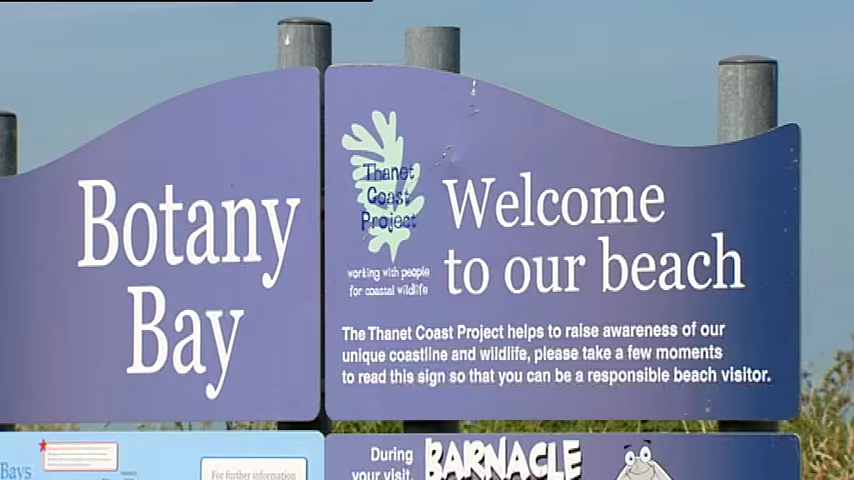 Botany
Bay
Thanet
Coast
Project
working with people
for coastal wildlife
Welcome
to our beach
The Thanet Coast Project helps to raise awareness of our
unique coastline and wildlife, please take a few moments
to read this sign so that you can be a responsible beach visitor.
Bays
For further information
During
your visit,
BARNACLE